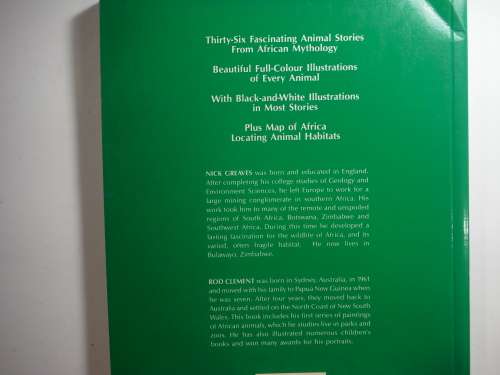 Thirty-Six Fascinating Animal Stories
From African Mythology
Beautiful Full-Colour Illustrations
of Every Animal
With Black-and-White Illustrations
in Most Stories
Plus Map of Africa
Locating Animal Habitats
NICK GREAVES was born and educated in England.
After completing his college studies of Geology and
Environment Sciences, he left Europe to work for a
large mining conglomerate in southern Africa. His
work took him to many of the remote and unspoiled
regions of South Africa, Botswana, Zimbabwe and
Southwest Africa. During this time he developed a
lasting fascination for the wildlife of Africa, and its
varied, often fragile habitat. He now lives in
Bulawayo, Zimbabwe.
ROD CLEMENT was born in Sydney, Australia, in 1961
and moved with his family to Papua New Guinea when
he was seven. After four years, they moved back to
Australia and settled on the North Coast of New South
Wales. This book includes his first series of paintings
of African animals, which he studies live in parks and
zoos. He has also illustrated numerous children's
books and won many awards for his portraits.